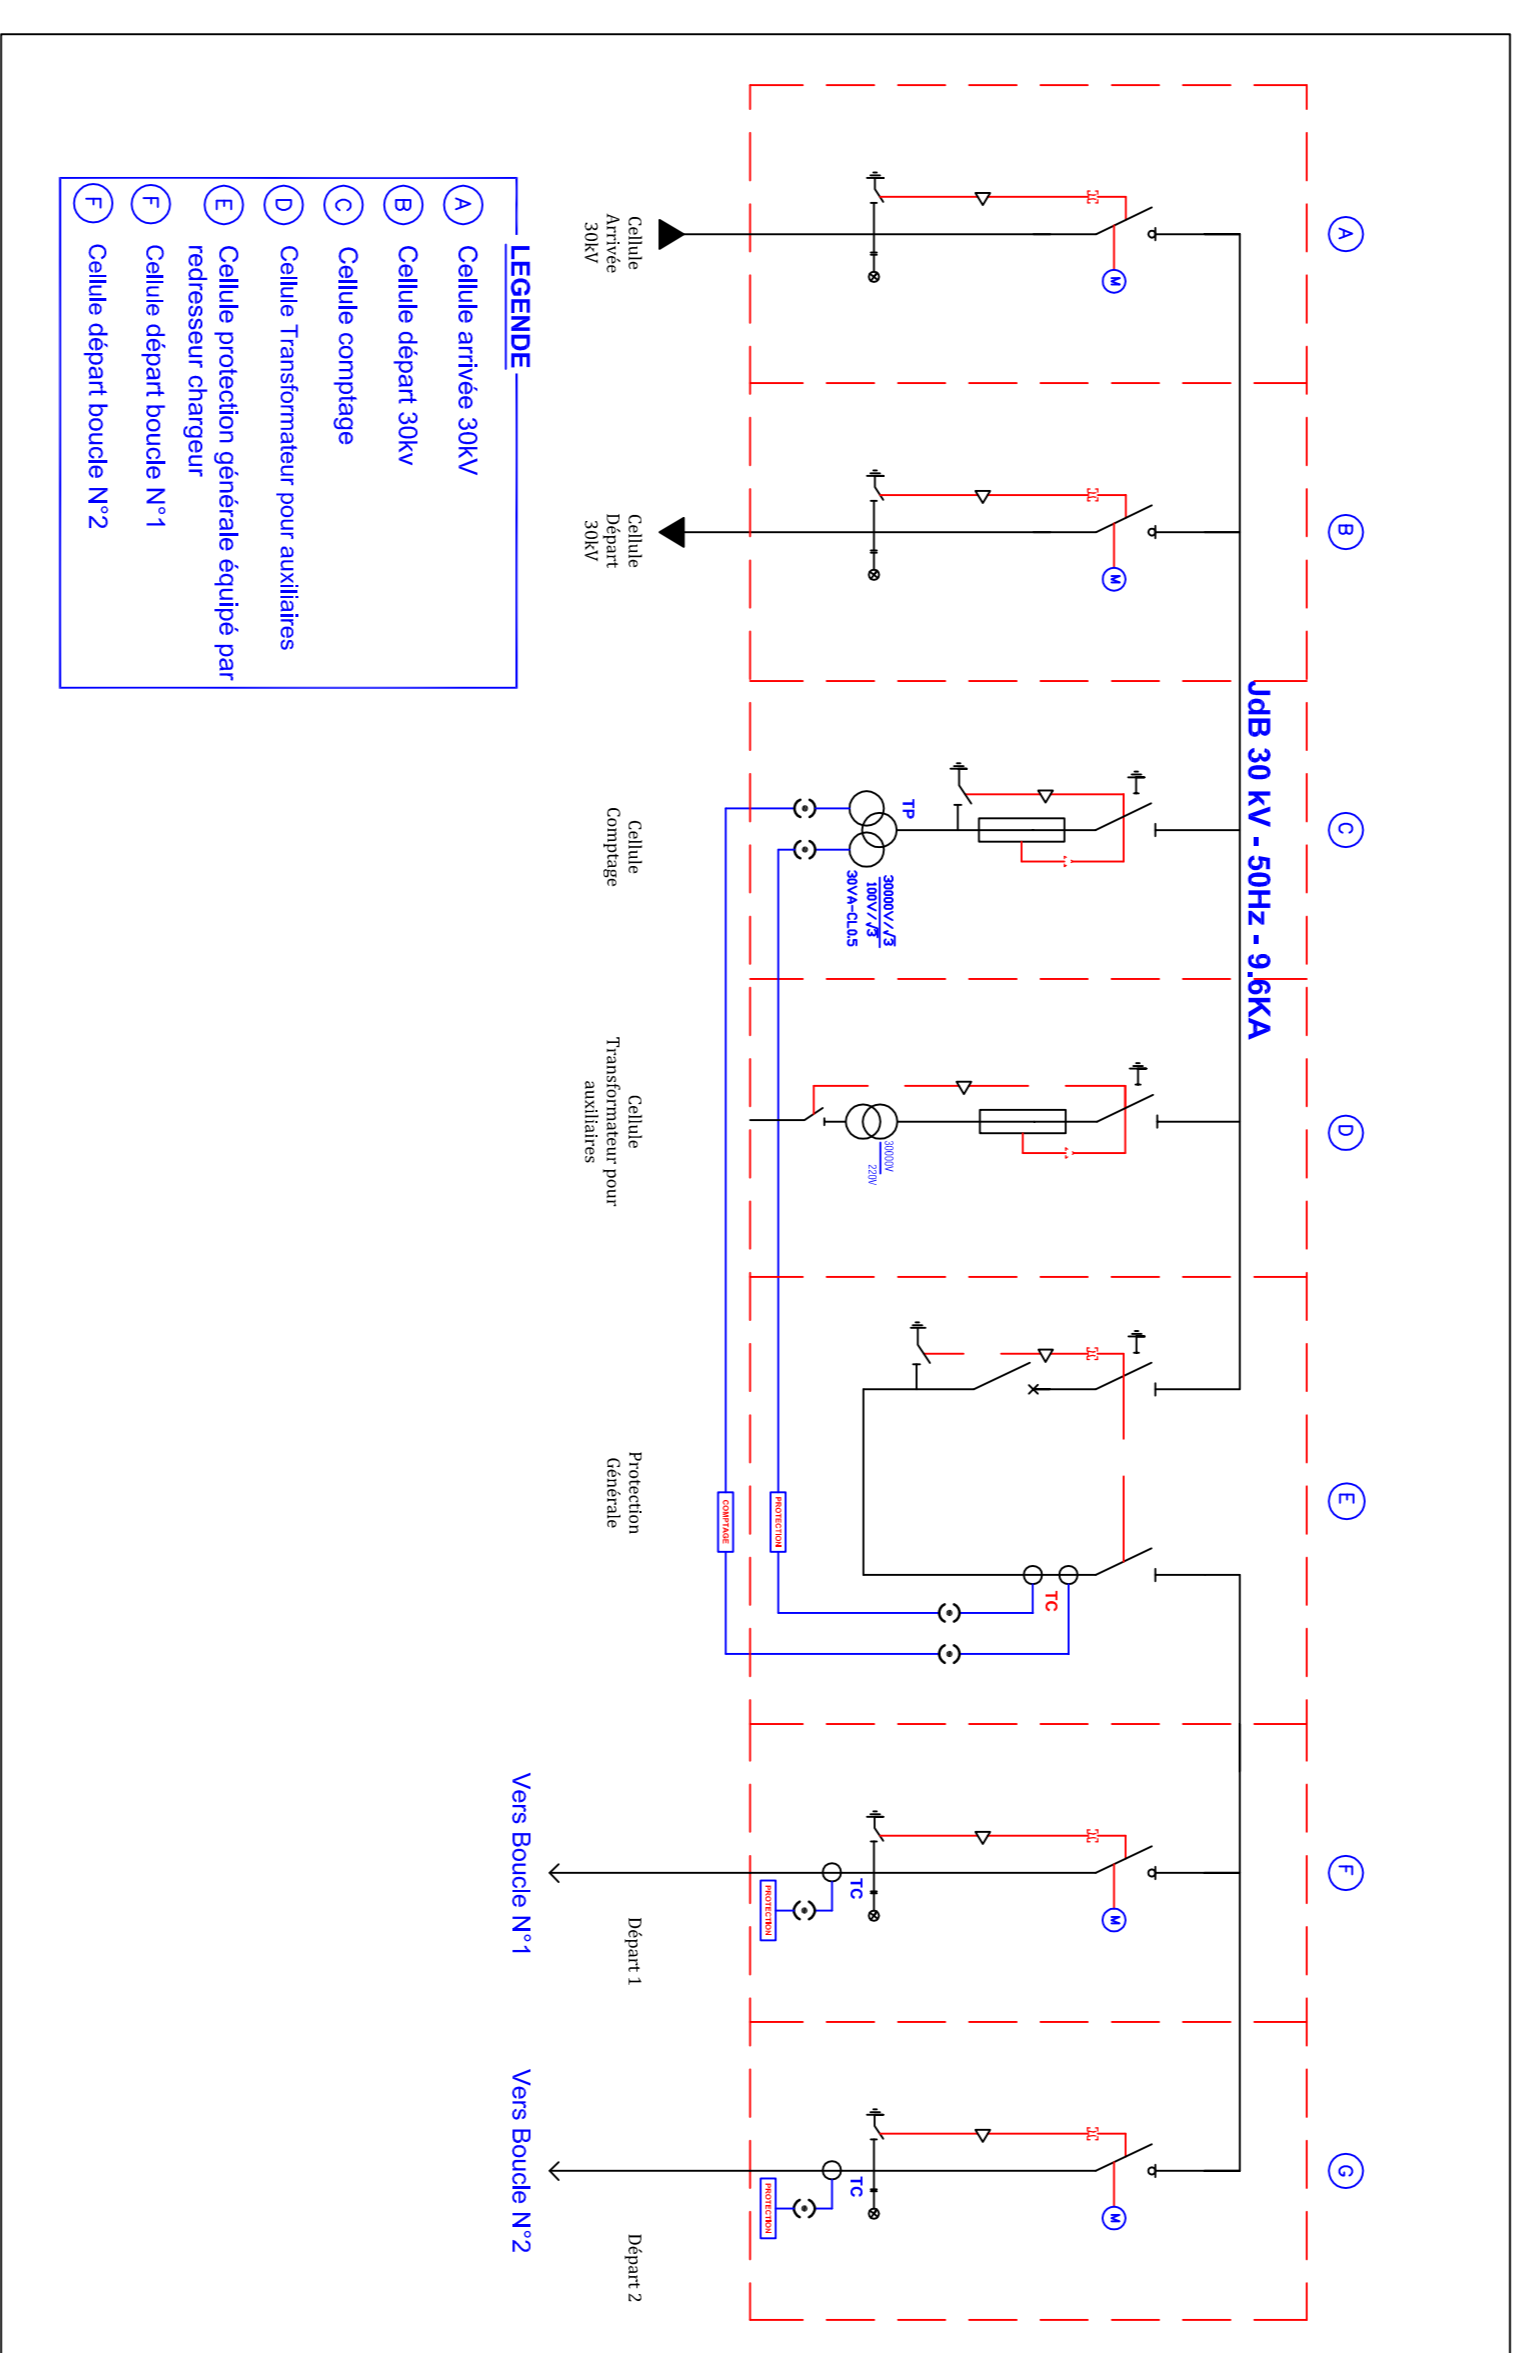 A
B
C
D
E
F
G
JdB 30 kV - 50Hz - 9.6KA
M
M
M
M
TP
30000V/√3
100V/√3
30VA-CL0.5
30000V
220V
TC
TC
TC
PROTECTION
COMPTAGE
PROTECTION
PROTECTION
Cellule
Arrivée
30kV
Cellule
Départ
30kV
Cellule
Comptage
Cellule
Transformateur pour
auxiliaires
Protection
Générale
Départ 1
Départ 2
Vers Boucle N°1
Vers Boucle N°2
LEGENDE
A Cellule arrivée 30kV
B Cellule départ 30kv
C Cellule comptage
D Cellule Transformateur pour auxiliaires
E Cellule protection générale équipé par
redresseur chargeur
F Cellule départ boucle N°1
F Cellule départ boucle N°2